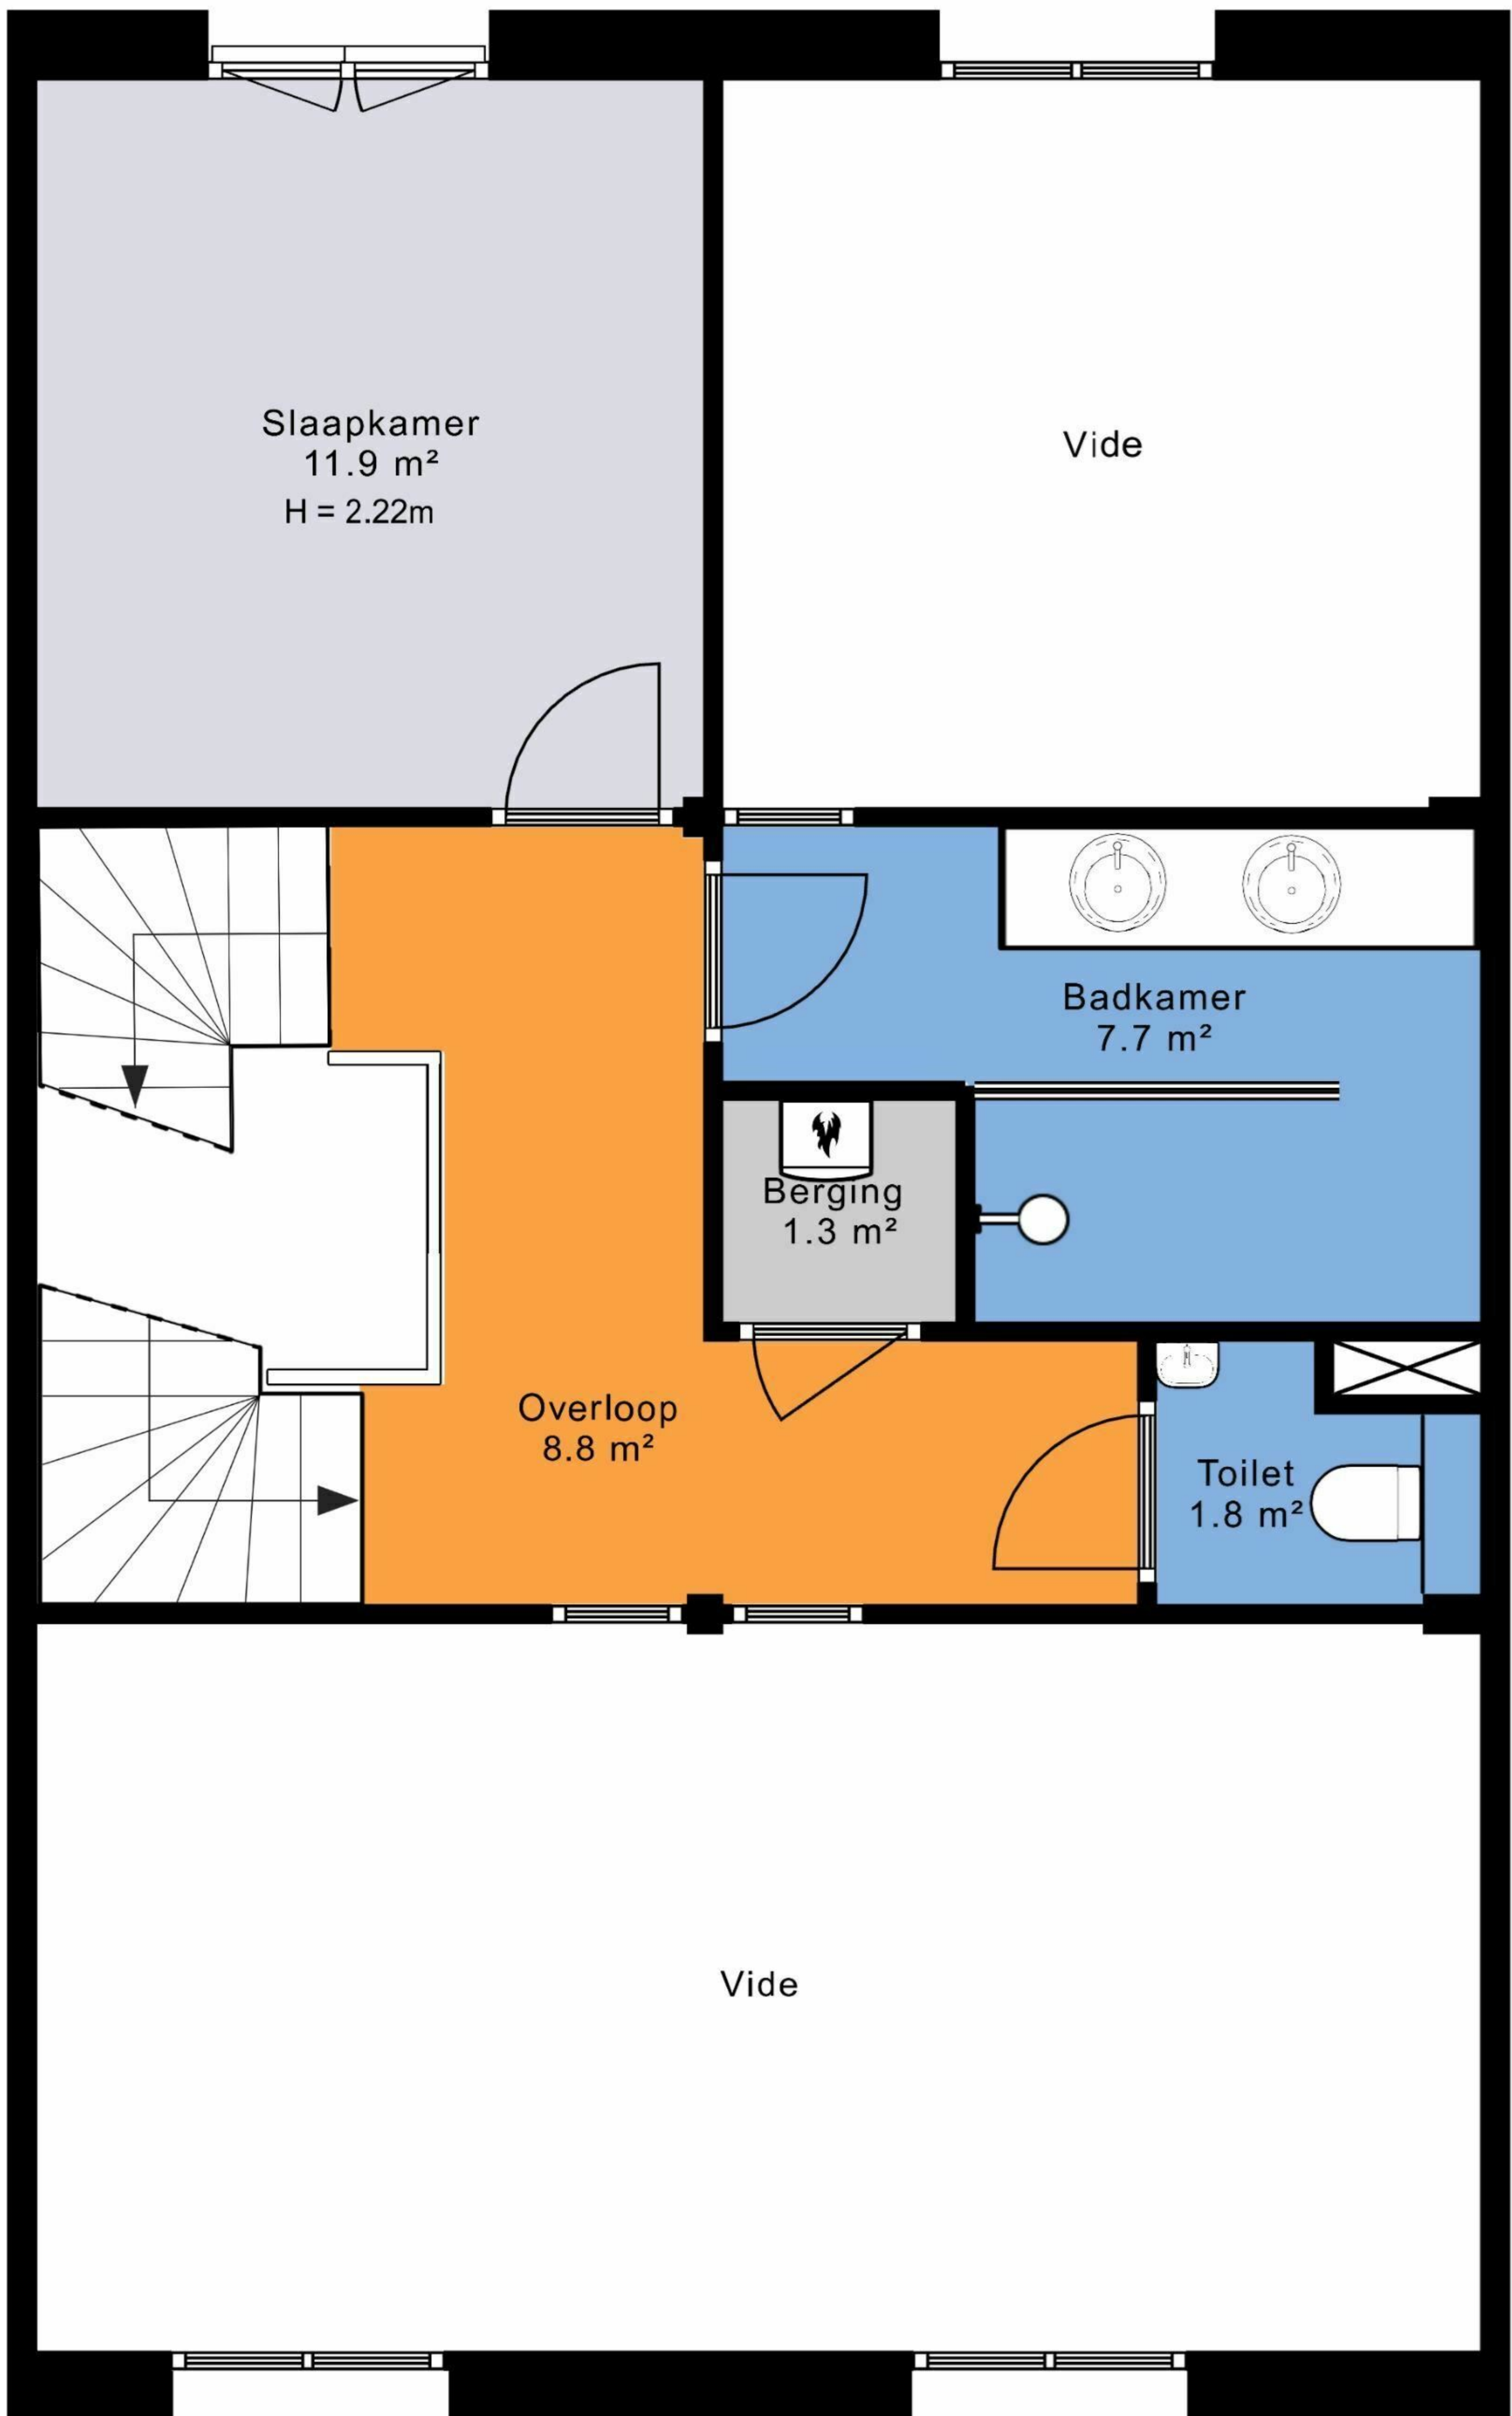 Slaapkamer
11.9 m²
H = 2.22m
Vide
Badkamer
7.7 m²
Berging
1.3 m²
Overloop
8.8 m²
Toilet
1.8 m²
Vide